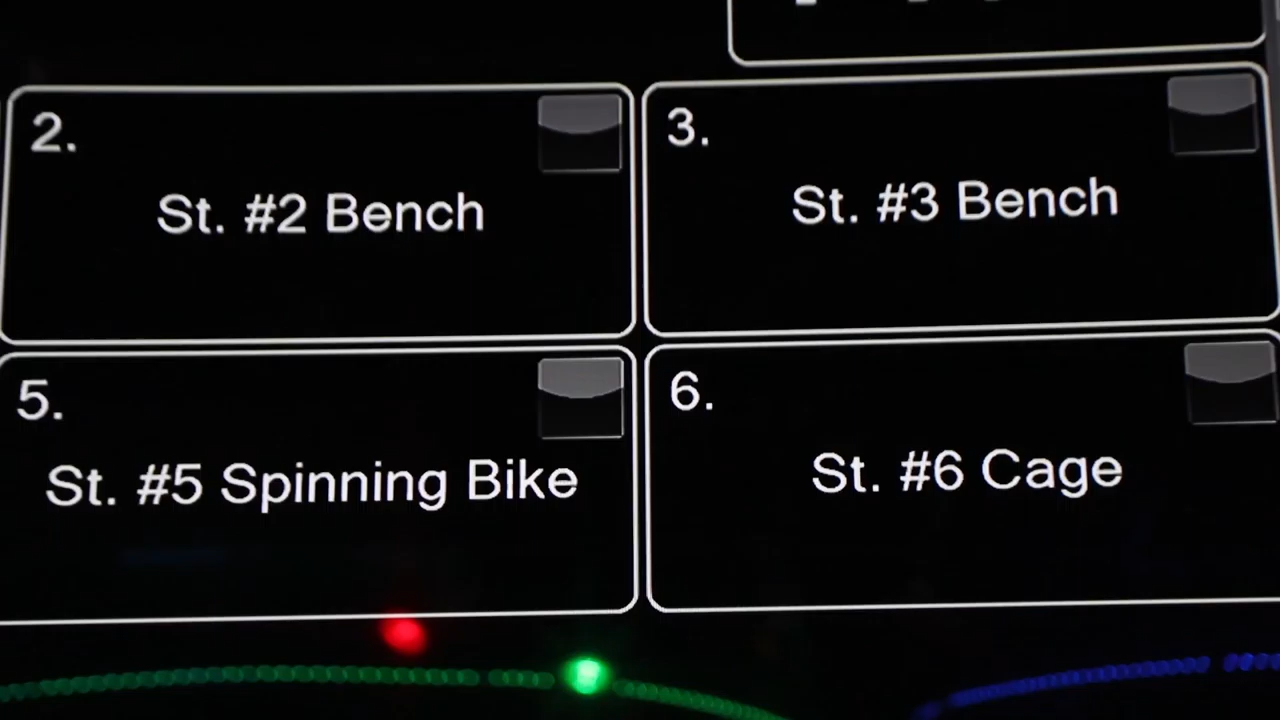 2.
St. #2 Bench
3.
St. #3 Bench
5.
St. #5 Spinning Bike
6.
St. #6 Cage